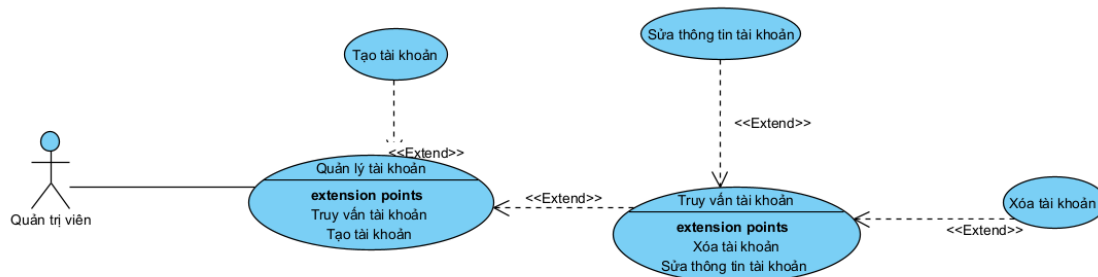 Tạo tài khoản
Sửa thông tin tài khoản
<<Extend>>
<<Extend>>
Quản trị viên
Quản lý tài khoản
extension points
Truy vấn tài khoản
Tạo tài khoản
<<Extend>>
Truy vấn tài khoản
extension points
Xóa tài khoản
Sửa thông tin tài khoản
<<Extend>>
Xóa tài khoản